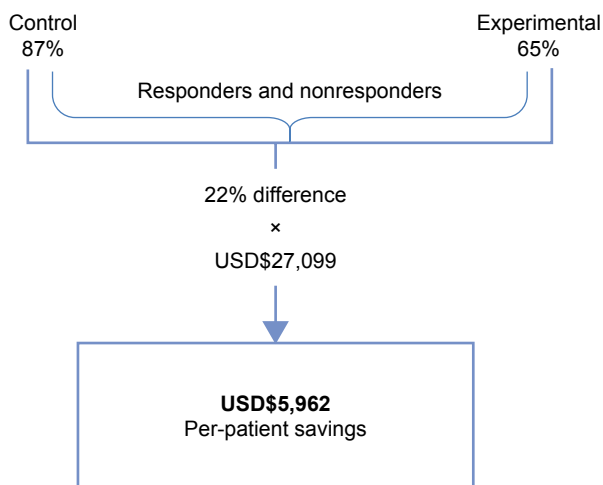 Control
Experimental
87%
65%
Responders and nonresponders
22% difference
×
USD$27,099
USD$5,962
Per-patient savings